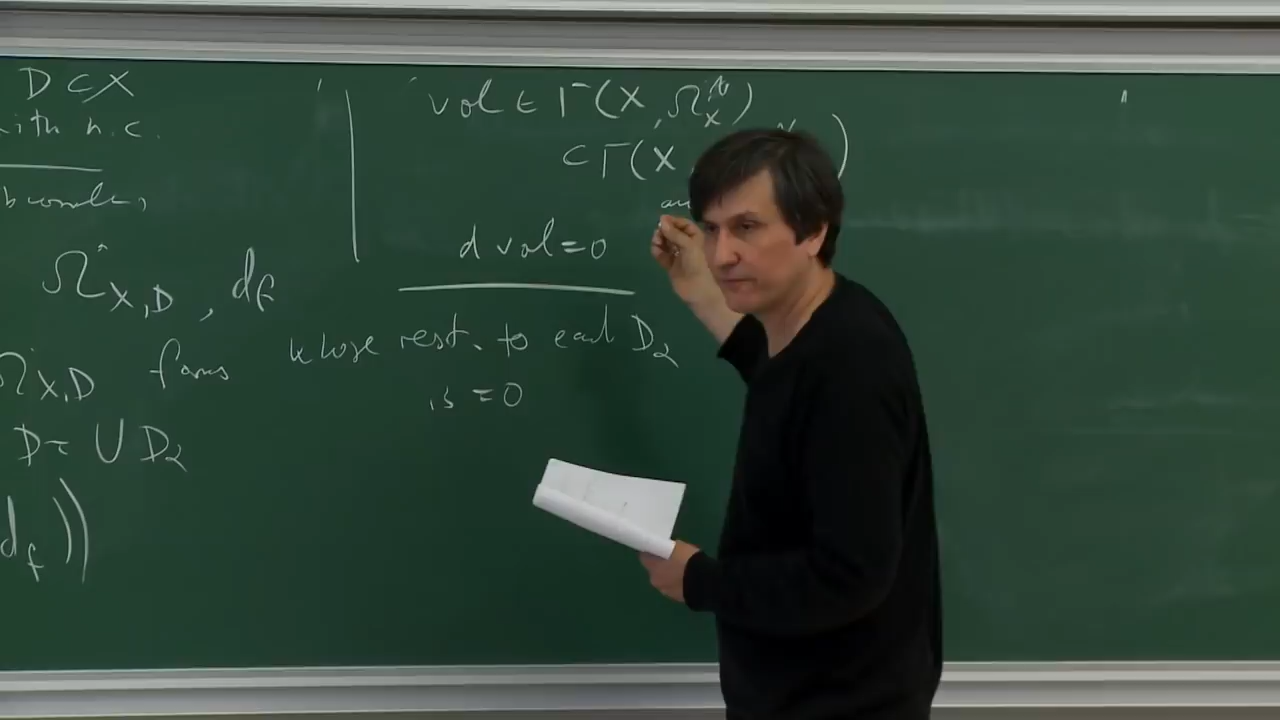 D ⊂ X
with n.c.
Ω^•_{X,D} , d_f
Ω^•_{X,D} forms whose rest. to each D_α
is = 0
D = ∪ D_α
d_f ))
vol ∈ Γ(X, Ω^n_X)
⊂ Γ(X, )
d vol = 0